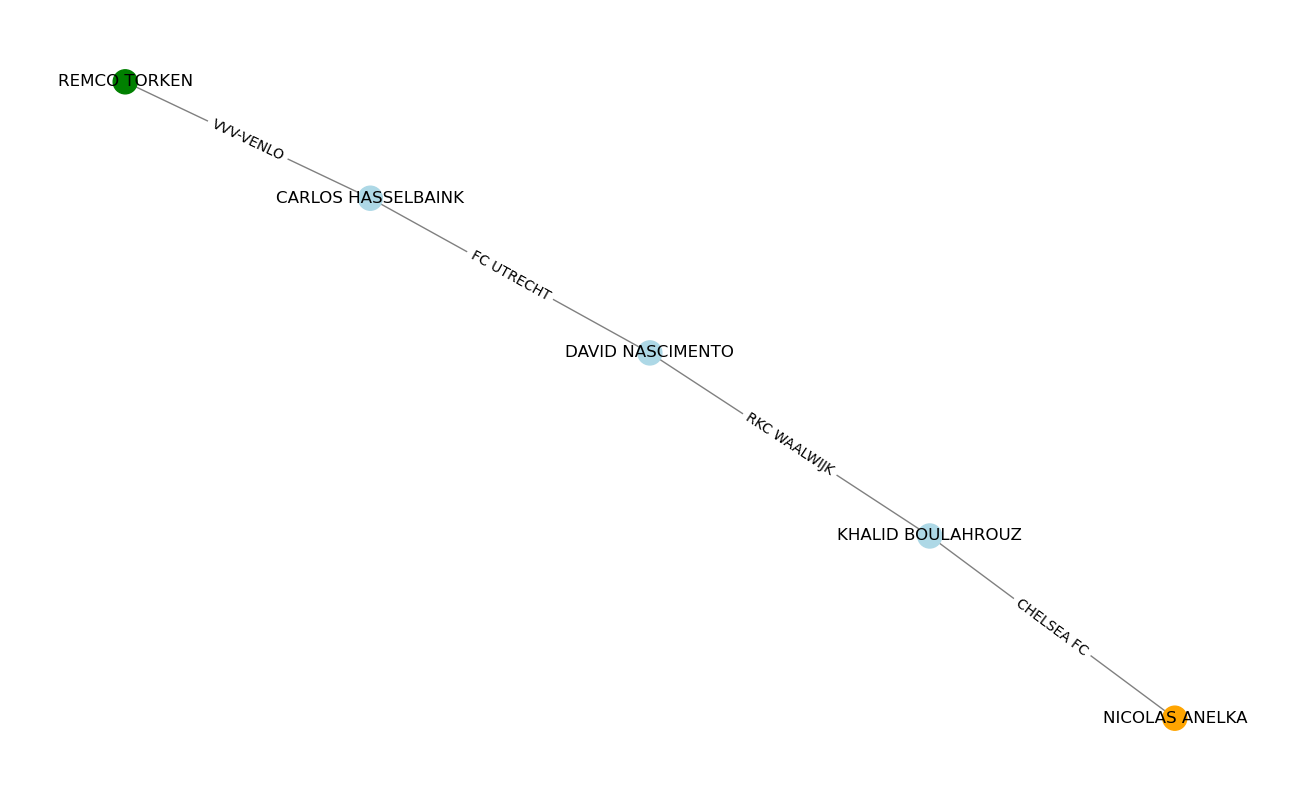 REMCO TORKEN
VVV-VENLO
CARLOS HASSELBAINK
FC UTRECHT
DAVID NASCIMENTO
RKC WAALWIJK
KHALID BOULAHROUZ
CHELSEA FC
NICOLAS ANELKA